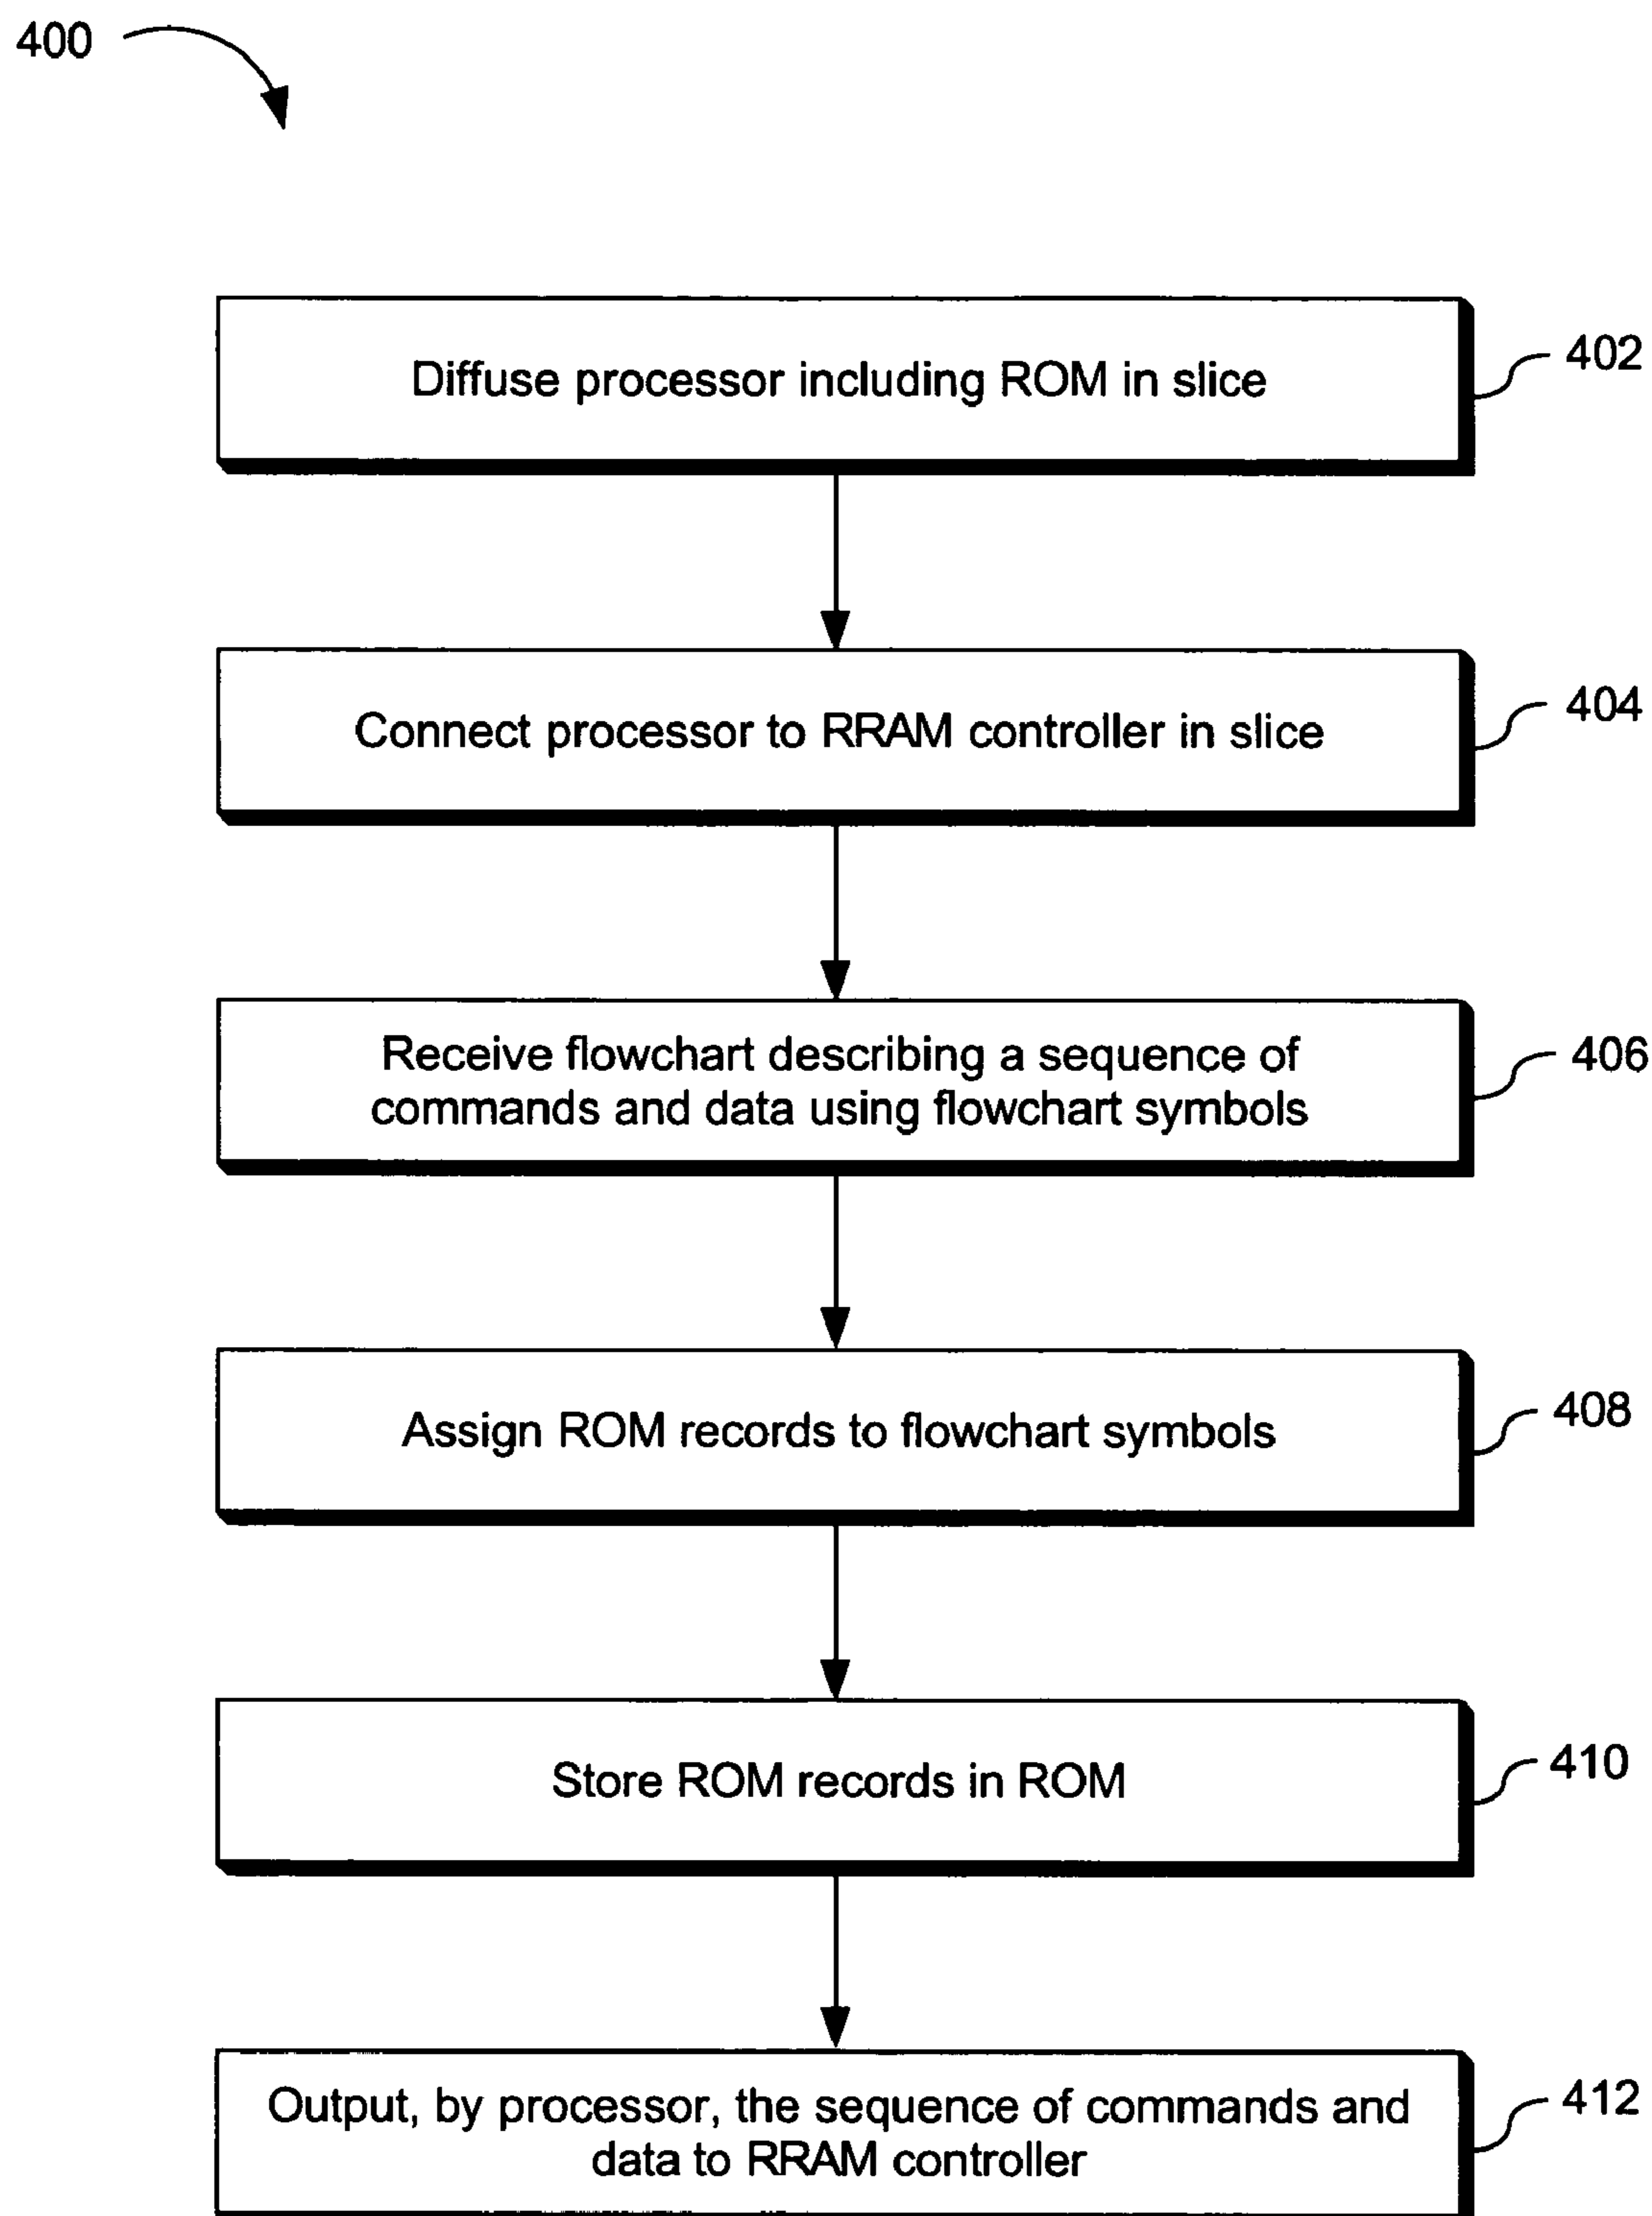 400
Diffuse processor including ROM in slice
402
Connect processor to RRAM controller in slice
404
Receive flowchart describing a sequence of
commands and data using flowchart symbols
406
Assign ROM records to flowchart symbols
408
Store ROM records in ROM
410
Output, by processor, the sequence of commands and
data to RRAM controller
412